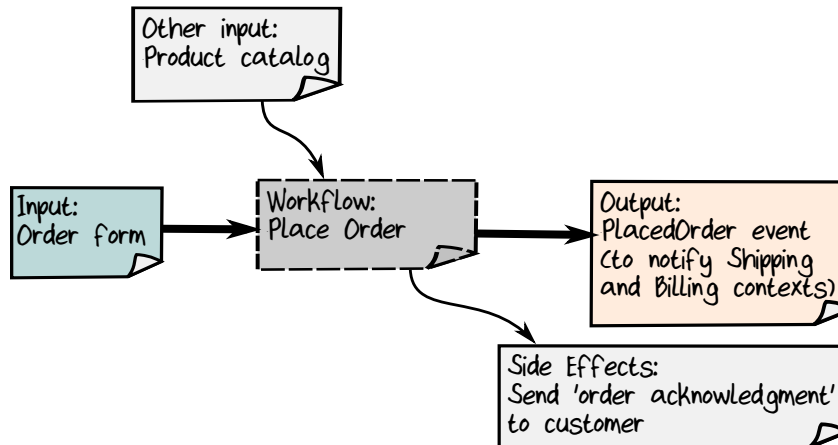 Other input:
Product catalog
Input:
Order form
Workflow:
Place Order
Output:
PlacedOrder event
(to notify Shipping
and Billing contexts)
Side Effects:
Send 'order acknowledgment'
to customer